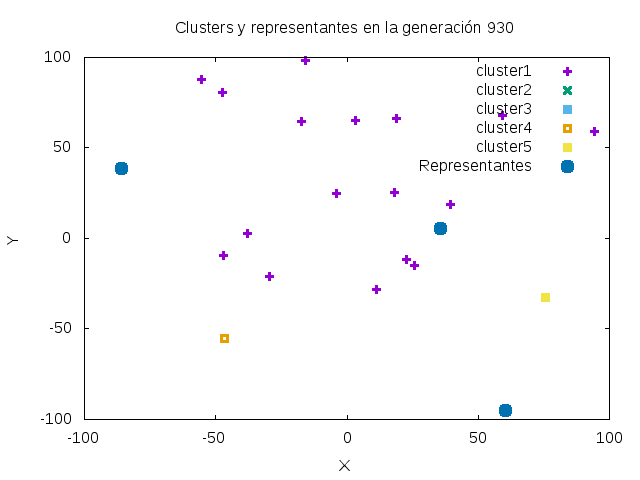 Clusters y representantes en la generación 930
100
50
0
-50
-100
-100
-50
0
50
100
Y
X
cluster1
cluster2
cluster3
cluster4
cluster5
Representantes